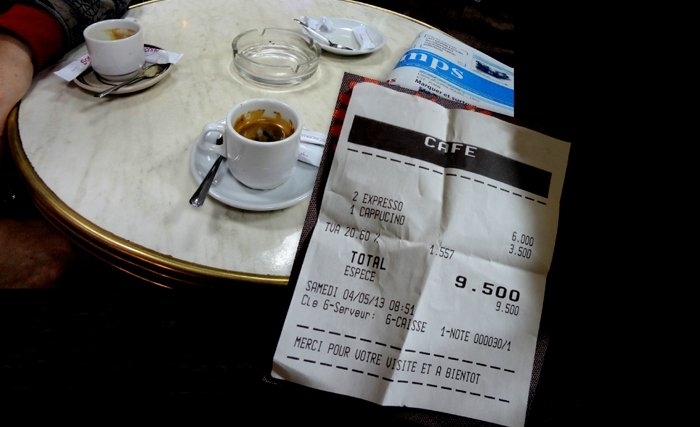 mps
Marquer et
CAFE
2 EXPRESSO 6.000
1 CAPPUCINO 3.500
TVA 20.60 % 1.557
TOTAL 9.500
ESPECE 9.500
SAMEDI 04/05/13 08:51
CLe 6-Serveur: 6-CAISSE 1-NOTE 000030/1
MERCI POUR VOTRE VISITE ET A BIENTOT